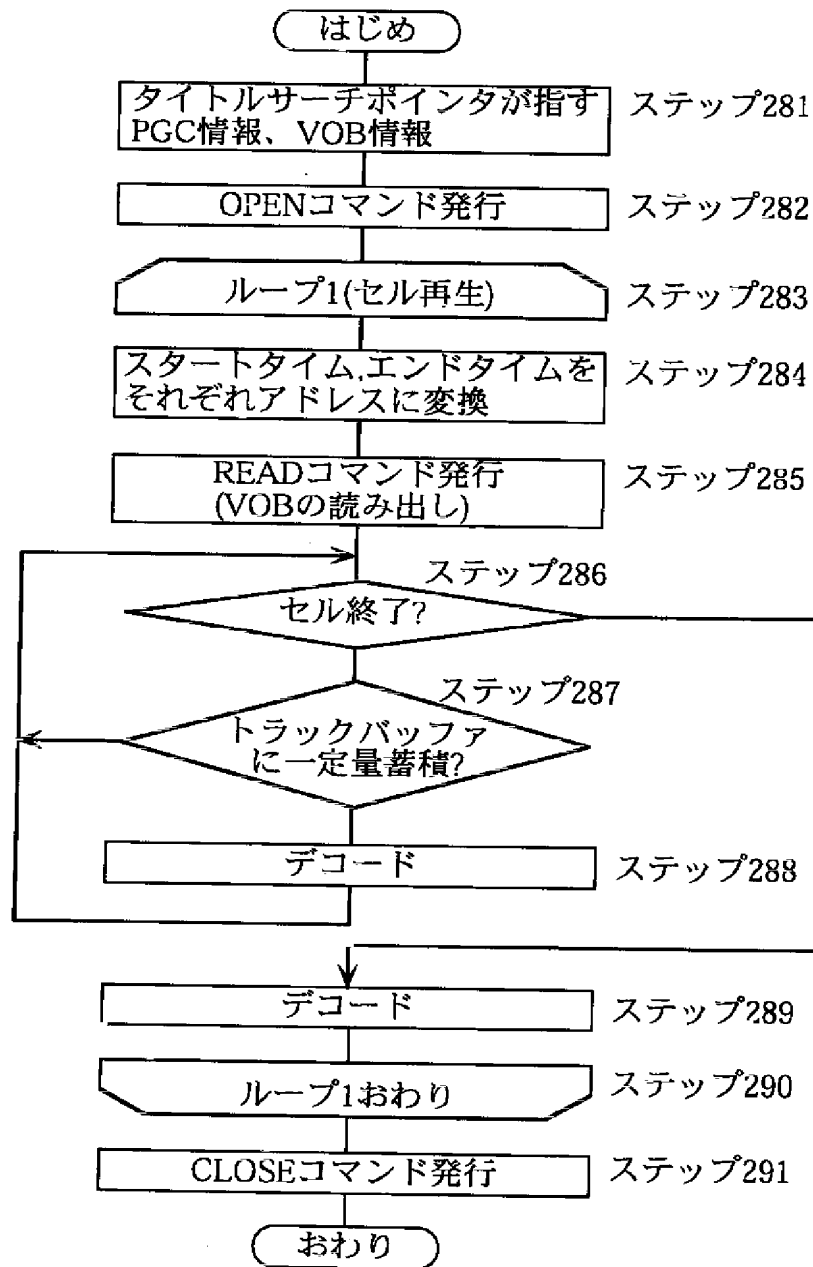 はじめ
タイトルサーチポインタが指す
PGC情報、VOB情報
ステップ281
OPENコマンド発行
ステップ282
ループ1(セル再生)
ステップ283
スタートタイム,エンドタイムを
それぞれアドレスに変換
ステップ284
READコマンド発行
(VOBの読み出し)
ステップ285
ステップ286
セル終了?
ステップ287
トラックバッファ
に一定量蓄積?
デコード
ステップ288
デコード
ステップ289
ループ1おわり
ステップ290
CLOSEコマンド発行
ステップ291
おわり